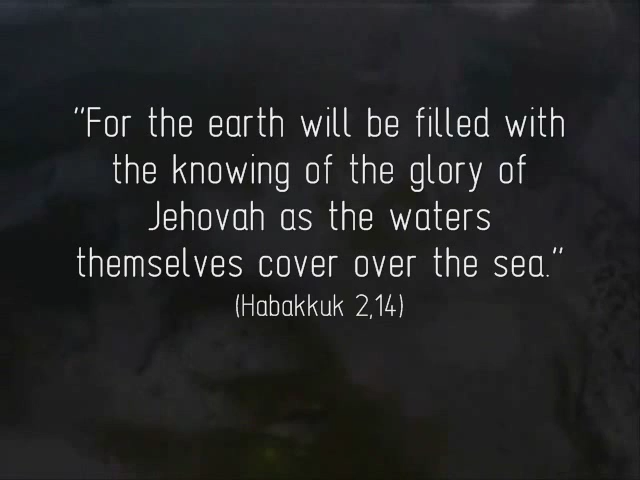 "For the earth will be filled with
the knowing of the glory of
Jehovah as the waters
themselves cover over the sea."
(Habakkuk 2,14)